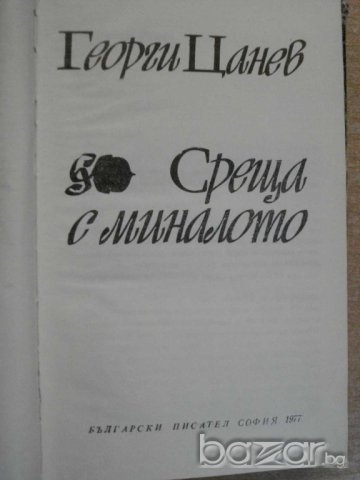 Георги Цанев
Среща
с миналото
БЪЛГАРСКИ ПИСАТЕЛ СОФИЯ 1977
bazar.bg